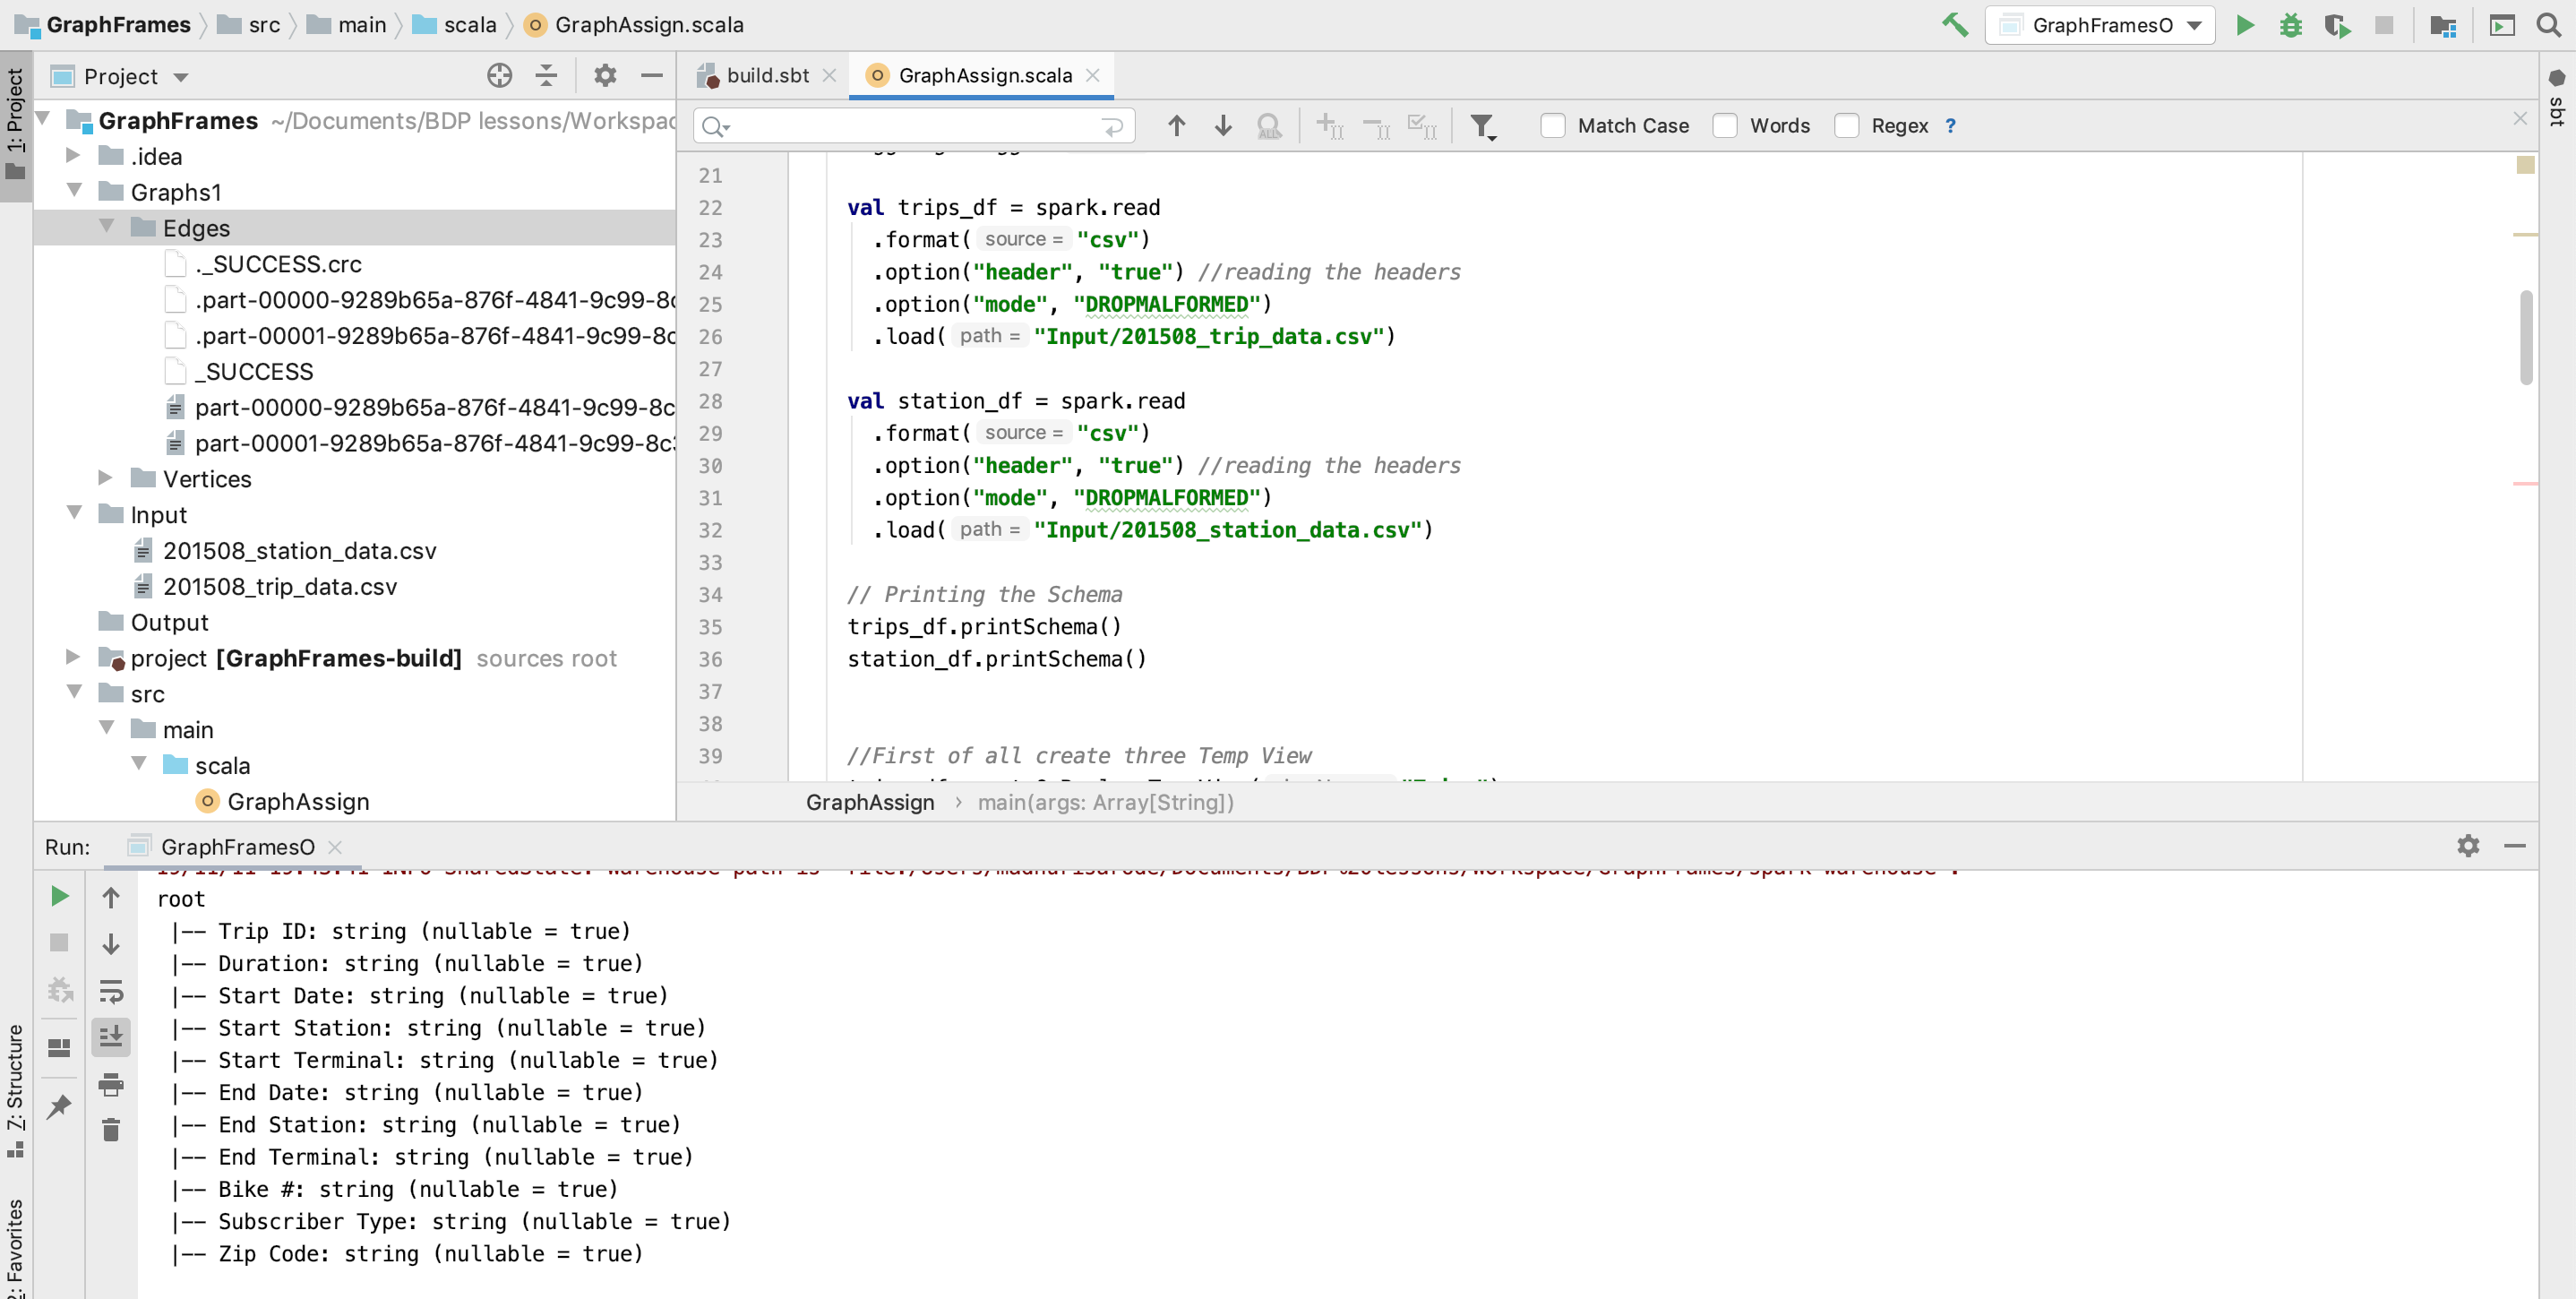 GraphFrames src main scala GraphAssign.scala GraphFramesO
1: Project
Project
build.sbt GraphAssign.scala
sbt
GraphFrames ~/Documents/BDP lessons/Workspac
.idea
Graphs1
Edges
._SUCCESS.crc
.part-00000-9289b65a-876f-4841-9c99-8c
.part-00001-9289b65a-876f-4841-9c99-8c
_SUCCESS
part-00000-9289b65a-876f-4841-9c99-8c
part-00001-9289b65a-876f-4841-9c99-8c
Vertices
Input
201508_station_data.csv
201508_trip_data.csv
Output
project [GraphFrames-build] sources root
src
main
scala
GraphAssign
Match Case Words Regex ?
21
22 val trips_df = spark.read
23 .format( source = "csv")
24 .option("header", "true") //reading the headers
25 .option("mode", "DROPMALFORMED")
26 .load( path = "Input/201508_trip_data.csv")
27
28 val station_df = spark.read
29 .format( source = "csv")
30 .option("header", "true") //reading the headers
31 .option("mode", "DROPMALFORMED")
32 .load( path = "Input/201508_station_data.csv")
33
34 // Printing the Schema
35 trips_df.printSchema()
36 station_df.printSchema()
37
38
39 //First of all create three Temp View
GraphAssign › main(args: Array[String])
Run: GraphFramesO
root
|-- Trip ID: string (nullable = true)
|-- Duration: string (nullable = true)
|-- Start Date: string (nullable = true)
|-- Start Station: string (nullable = true)
|-- Start Terminal: string (nullable = true)
|-- End Date: string (nullable = true)
|-- End Station: string (nullable = true)
|-- End Terminal: string (nullable = true)
|-- Bike #: string (nullable = true)
|-- Subscriber Type: string (nullable = true)
|-- Zip Code: string (nullable = true)
Z: Structure
2: Favorites